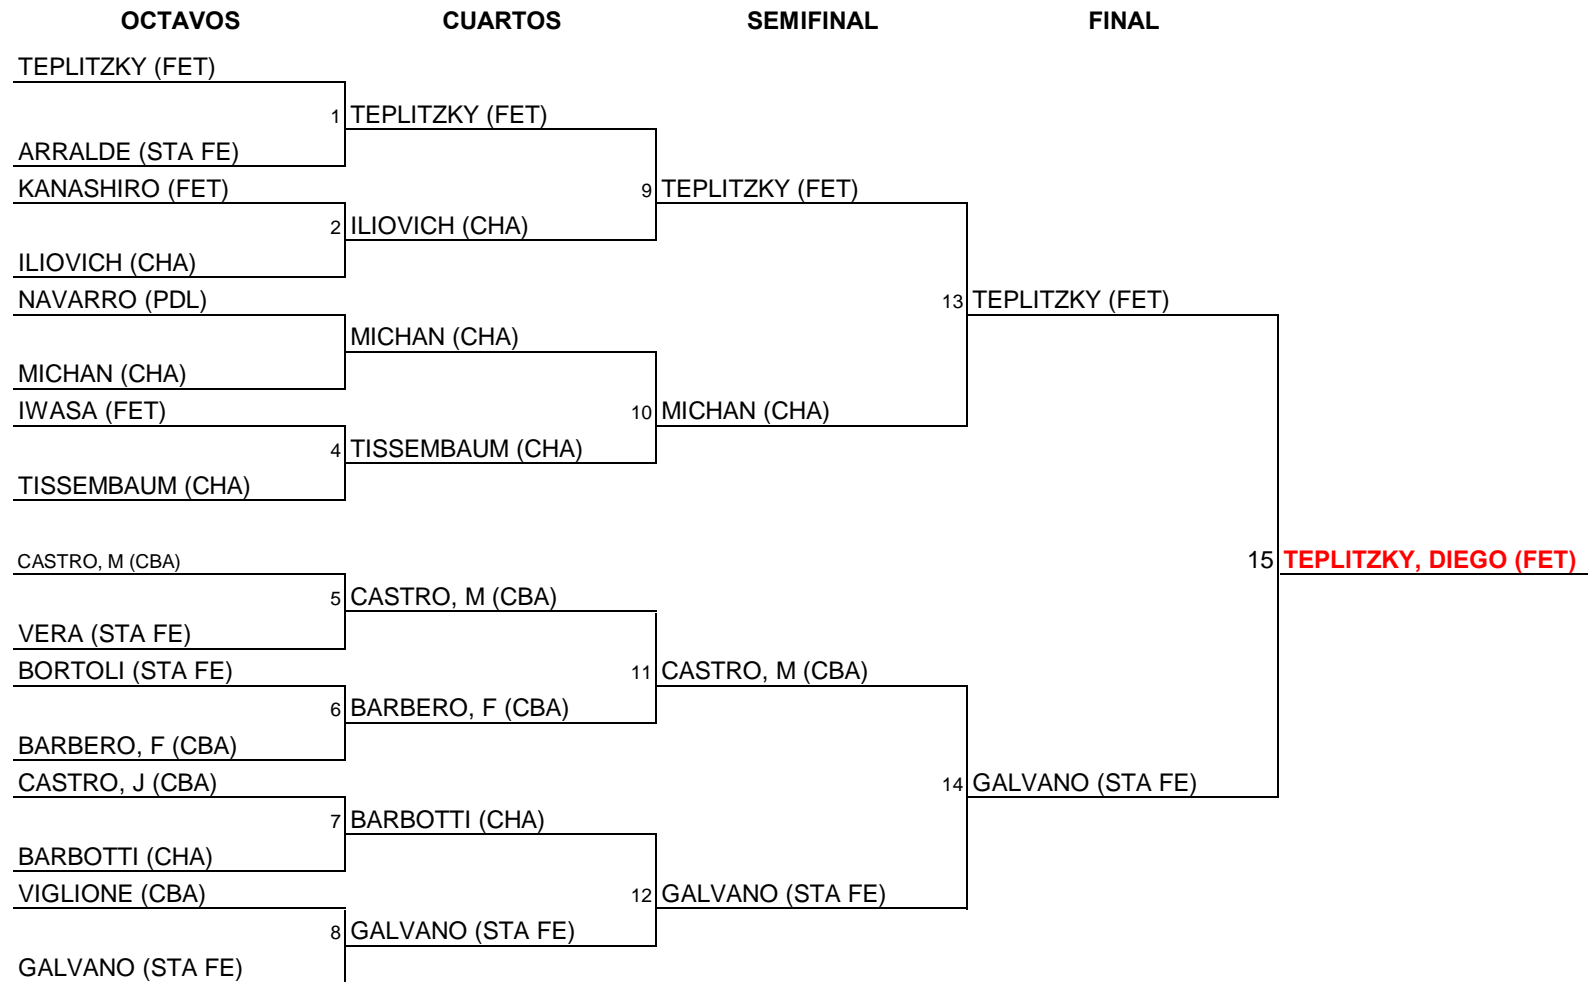 OCTAVOS CUARTOS SEMIFINAL FINAL
TEPLITZKY (FET)
1 TEPLITZKY (FET)
ARRALDE (STA FE)
KANASHIRO (FET) 9 TEPLITZKY (FET)
2 ILIOVICH (CHA)
ILIOVICH (CHA)
NAVARRO (PDL) 13 TEPLITZKY (FET)
MICHAN (CHA)
MICHAN (CHA)
IWASA (FET) 10 MICHAN (CHA)
4 TISSEMBAUM (CHA)
TISSEMBAUM (CHA)
CASTRO, M (CBA) 15 TEPLITZKY, DIEGO (FET)
5 CASTRO, M (CBA)
VERA (STA FE)
BORTOLI (STA FE) 11 CASTRO, M (CBA)
6 BARBERO, F (CBA)
BARBERO, F (CBA)
CASTRO, J (CBA) 14 GALVANO (STA FE)
7 BARBOTTI (CHA)
BARBOTTI (CHA)
VIGLIONE (CBA) 12 GALVANO (STA FE)
8 GALVANO (STA FE)
GALVANO (STA FE)